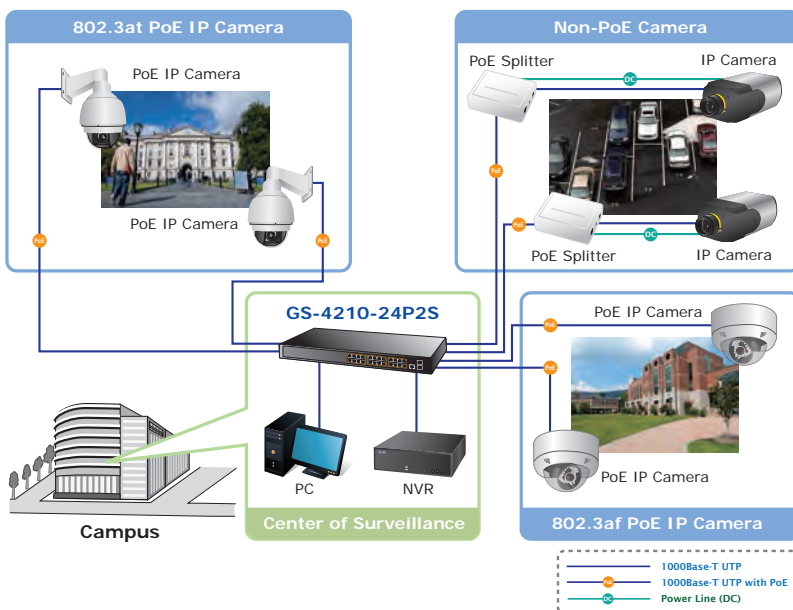 802.3at PoE IP Camera
PoE IP Camera
PoE IP Camera
PoE
PoE
Non-PoE Camera
PoE Splitter
IP Camera
DC
PoE
PoE
DC
PoE Splitter
IP Camera
GS-4210-24P2S
PC
NVR
Center of Surveillance
Campus
PoE IP Camera
PoE
PoE
PoE IP Camera
802.3af PoE IP Camera
1000Base-T UTP
PoE
1000Base-T UTP with PoE
DC
Power Line (DC)